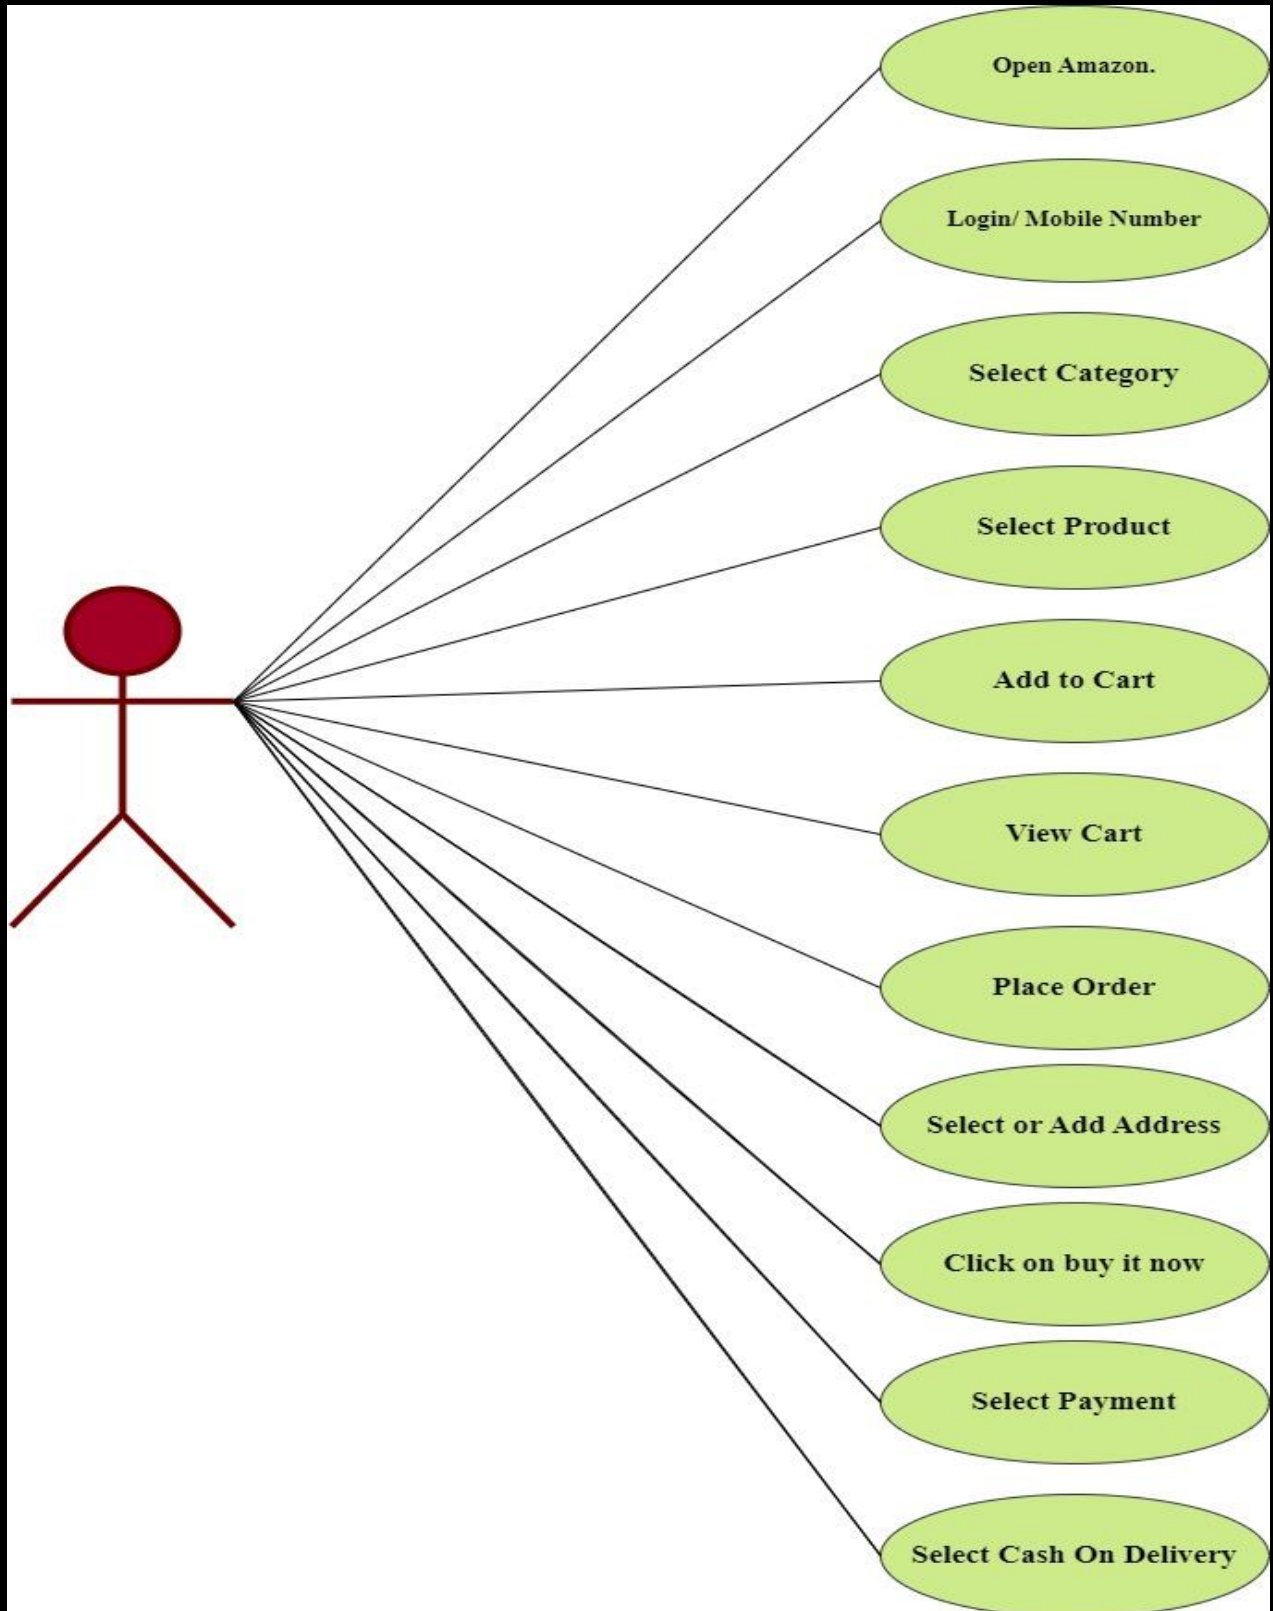 Open Amazon.
Login/ Mobile Number
Select Category
Select Product
Add to Cart
View Cart
Place Order
Select or Add Address
Click on buy it now
Select Payment
Select Cash On Delivery